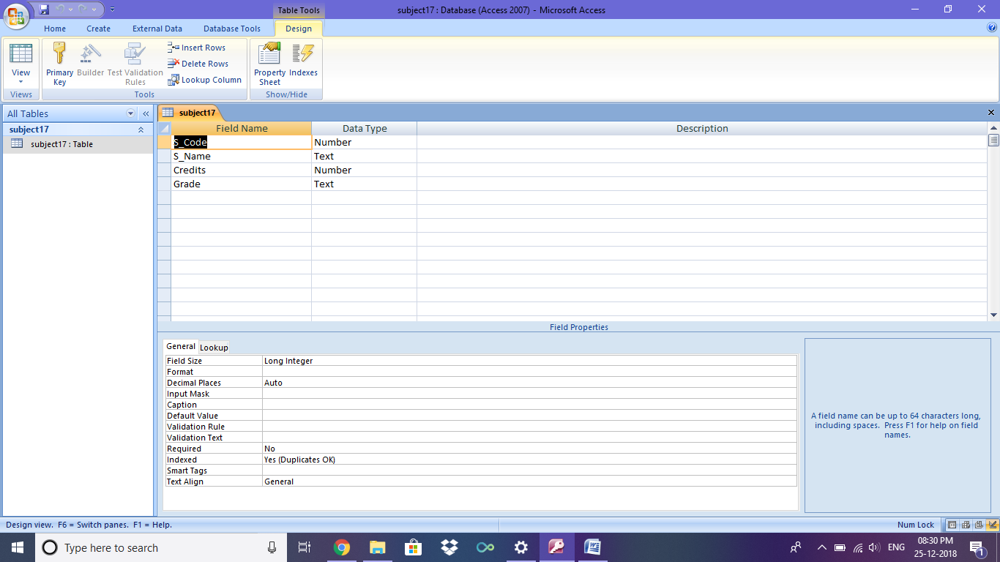 Table Tools
subject17 : Database (Access 2007) - Microsoft Access
Home Create External Data Database Tools Design
View
Views
Primary Key
Builder
Test Validation Rules
Insert Rows
Delete Rows
Lookup Column
Tools
Property Sheet
Indexes
Show/Hide
All Tables
subject17
subject17 : Table
subject17
Field Name Data Type Description
S_Code Number
S_Name Text
Credits Number
Grade Text
Field Properties
General Lookup
Field Size Long Integer
Format
Decimal Places Auto
Input Mask
Caption
Default Value
Validation Rule
Validation Text
Required No
Indexed Yes (Duplicates OK)
Smart Tags
Text Align General
A field name can be up to 64 characters long,
including spaces. Press F1 for help on field
names.
Design view. F6 = Switch panes. F1 = Help.
Num Lock
Type here to search
ENG
08:30 PM
25-12-2018
1